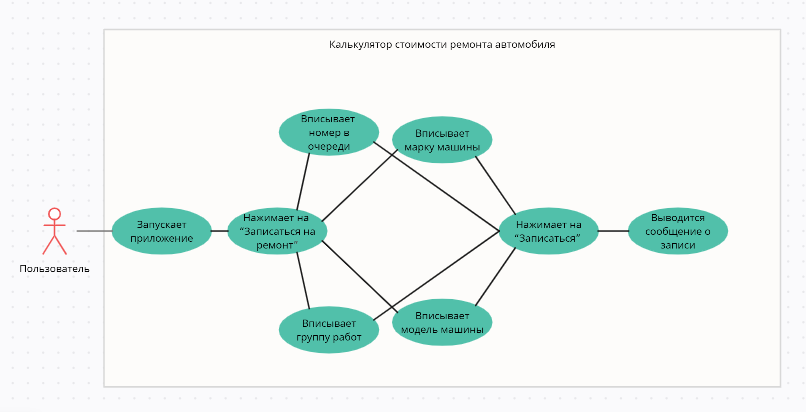 Калькулятор стоимости ремонта автомобиля
Вписывает
номер в
очереди
Вписывает
марку машины
Запускает
приложение
Нажимает на
“Записаться на
ремонт”
Нажимает на
“Записаться”
Выводится
сообщение о
записи
Пользователь
Вписывает
группу работ
Вписывает
модель машины